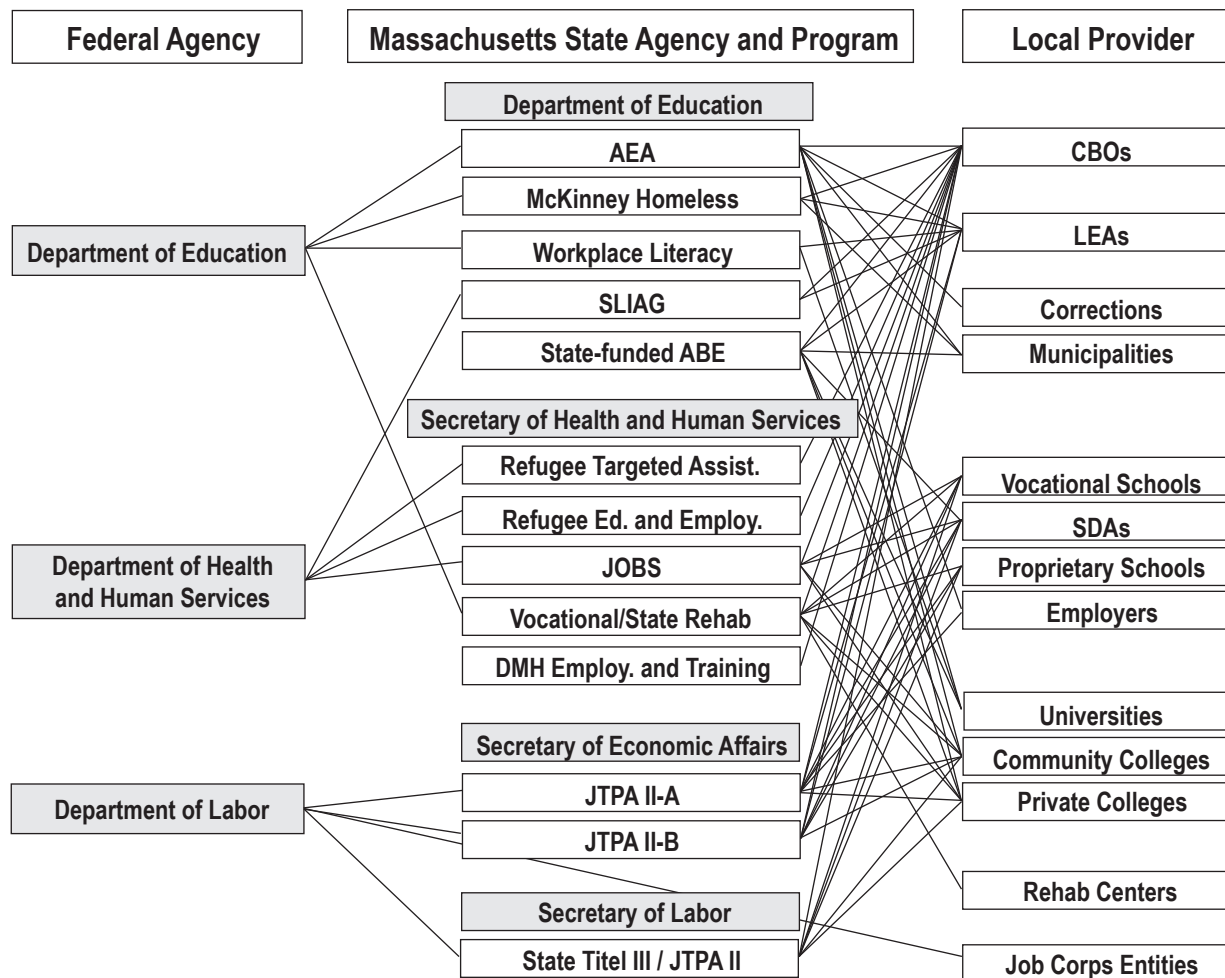 Federal Agency
Massachusetts State Agency and Program
Local Provider
Department of Education
Department of Health
and Human Services
Department of Labor
Department of Education
AEA
McKinney Homeless
Workplace Literacy
SLIAG
State-funded ABE
Secretary of Health and Human Services
Refugee Targeted Assist.
Refugee Ed. and Employ.
JOBS
Vocational/State Rehab
DMH Employ. and Training
Secretary of Economic Affairs
JTPA II-A
JTPA II-B
Secretary of Labor
State Titel III / JTPA II
CBOs
LEAs
Corrections
Municipalities
Vocational Schools
SDAs
Proprietary Schools
Employers
Universities
Community Colleges
Private Colleges
Rehab Centers
Job Corps Entities